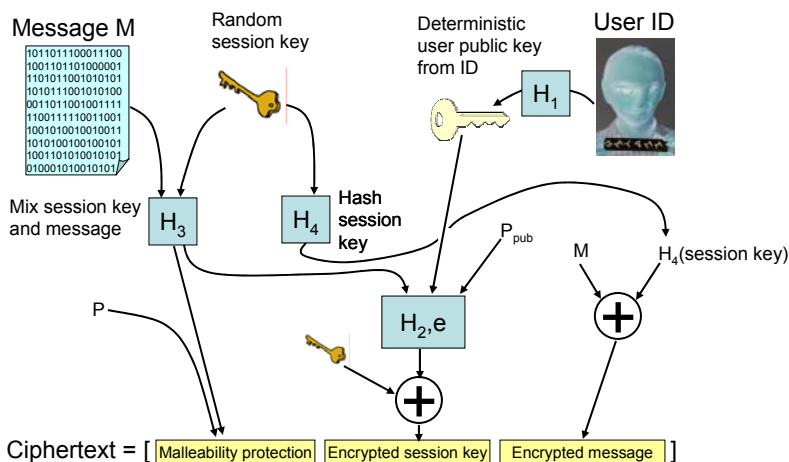 Message M
1011011100011100
1001101101000001
1101011001010101
1010111001010100
0011011001001111
1100111110011001
1001010010010011
1010100100100101
1001101010010101
010001010010101
Random
session key
Deterministic
user public key
from ID
User ID
H1
Mix session key
and message
H3
H4
Hash
session
key
Ppub
M
H4(session key)
P
H2,e
+
+
Ciphertext = [ Malleability protection Encrypted session key Encrypted message ]